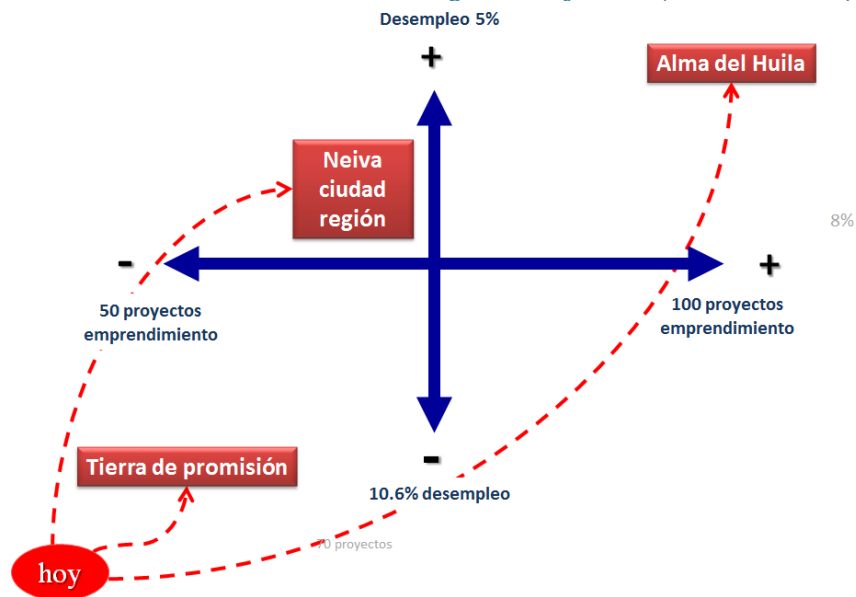 Desempleo 5%
+
Alma del Huila
Neiva
ciudad
región
8%
-
+
50 proyectos
emprendimiento
100 proyectos
emprendimiento
-
Tierra de promisión
10.6% desempleo
70 proyectos
hoy